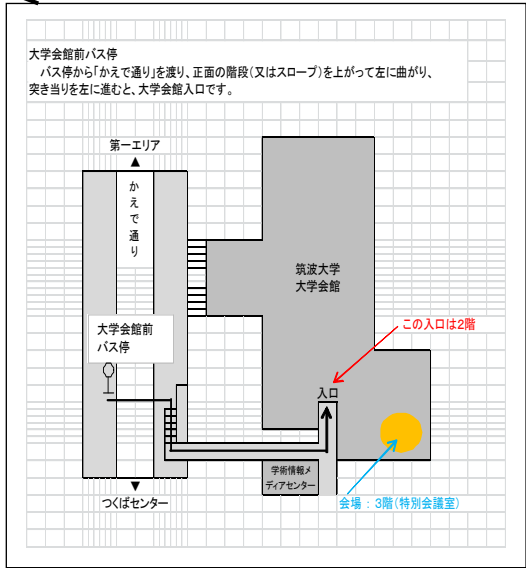 大学会館前バス停
バス停から「かえで通り」を渡り、正面の階段(又はスロープ)を上がって左に曲がり、
突き当りを左に進むと、大学会館入口です。
第一エリア
▲
かえで通り
筑波大学
大学会館
大学会館前
バス停
この入口は2階
入口
学術情報メ
ディアセンター
▼
つくばセンター
会場：3階(特別会議室)